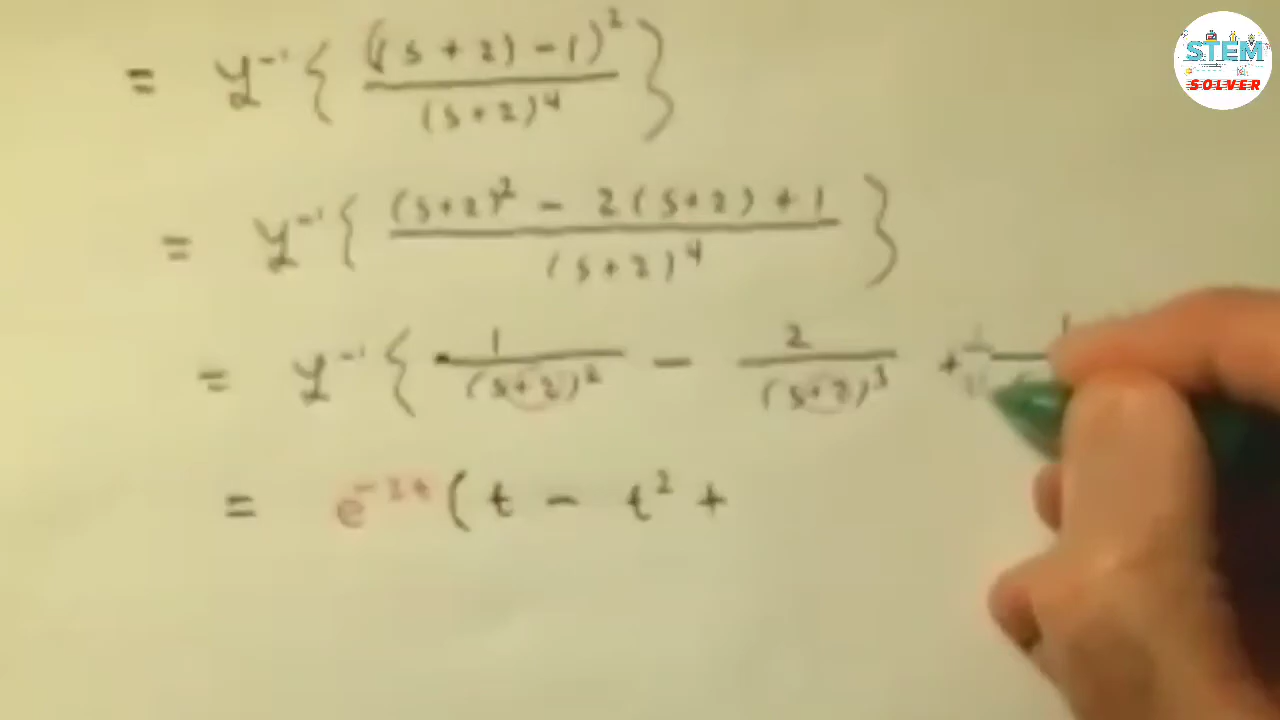 = ℒ⁻¹ { ((s + 2) − 1)² / (s+2)⁴ }
= ℒ⁻¹ { (s+2)² − 2(s+2) + 1 / (s+2)⁴ }
= ℒ⁻¹ { 1 / (s+2)² − 2 / (s+2)³ +
= e⁻²ᵗ ( t − t² +
STEM
SOLVER